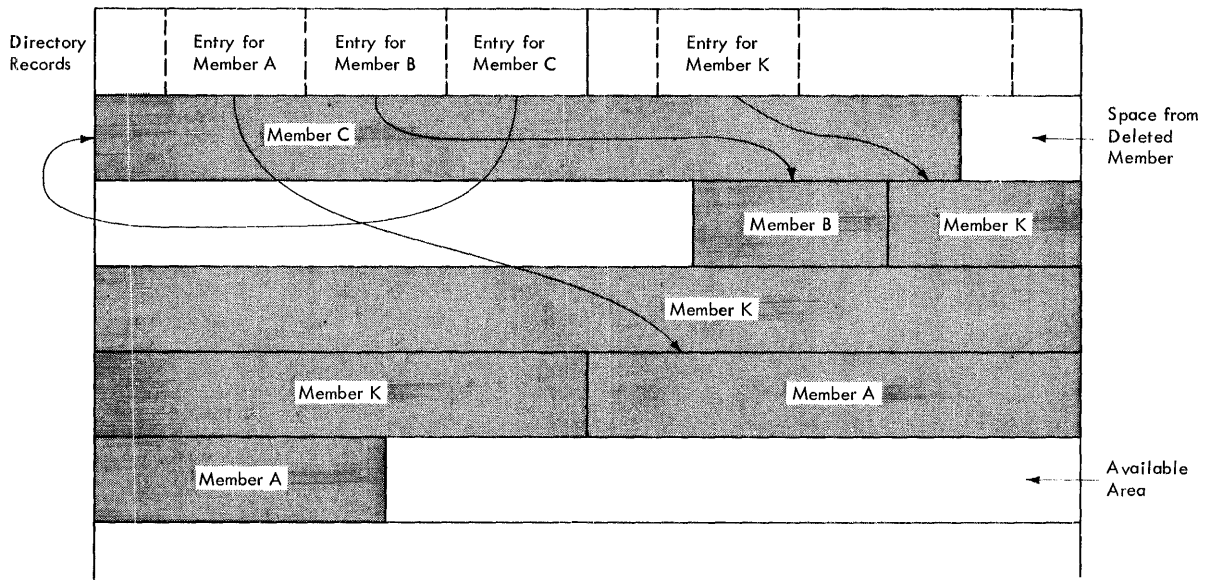 Directory
Records
Entry for
Member A
Entry for
Member B
Entry for
Member C
Entry for
Member K
Member C
Space from
Deleted
Member
Member B
Member K
Member K
Member K
Member A
Member A
Available
Area